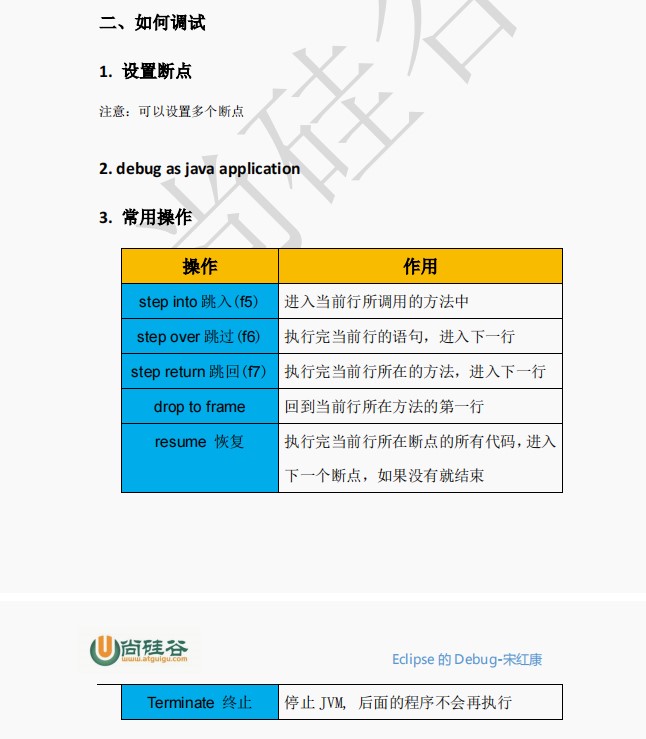 二、如何调试
1. 设置断点
注意：可以设置多个断点
2. debug as java application
3. 常用操作
操作 作用
step into 跳入(f5) 进入当前行所调用的方法中
step over 跳过(f6) 执行完当前行的语句，进入下一行
step return 跳回(f7) 执行完当前行所在的方法，进入下一行
drop to frame 回到当前行所在方法的第一行
resume 恢复 执行完当前行所在断点的所有代码，进入
下一个断点，如果没有就结束
尚硅谷
尚硅谷
www.atguigu.com
Eclipse 的 Debug-宋红康
Terminate 终止 停止 JVM, 后面的程序不会再执行